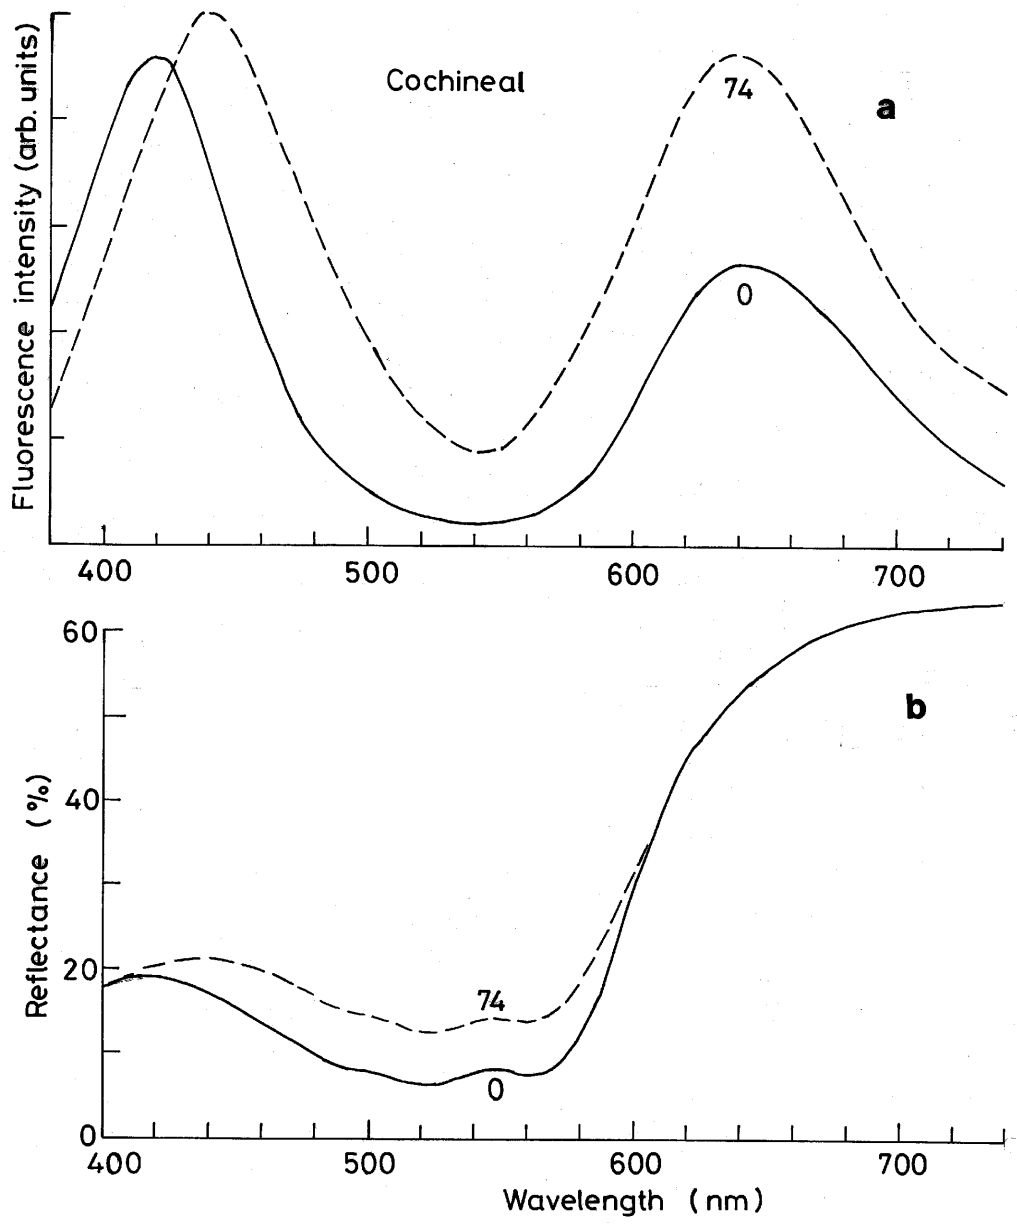 Fluorescence intensity (arb. units)
Cochineal
a
74
0
400 500 600 700
Reflectance (%)
60
40
20
0
b
74
0
400 500 600 700
Wavelength (nm)